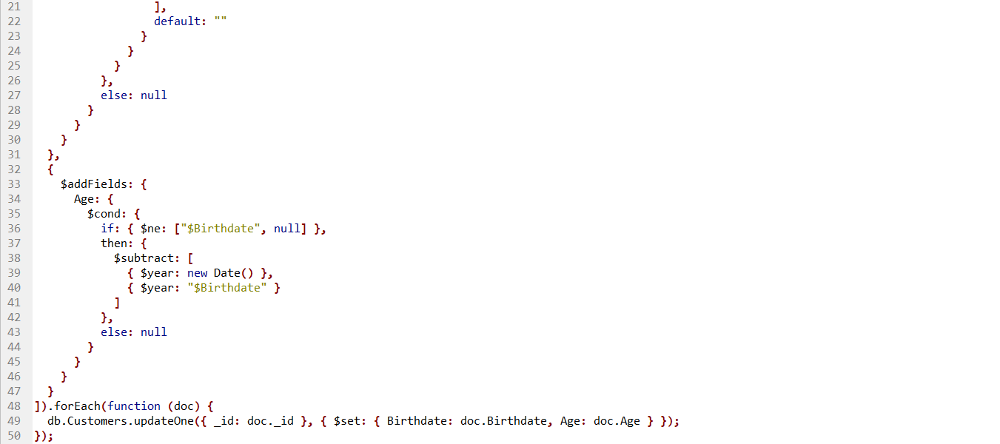 21                    ],
22                    default: ""
23                  }
24                }
25              }
26            },
27            else: null
28          }
29        }
30      }
31    },
32    {
33      $addFields: {
34        Age: {
35          $cond: {
36            if: { $ne: ["$Birthdate", null] },
37            then: {
38              $subtract: [
39                { $year: new Date() },
40                { $year: "$Birthdate" }
41              ]
42            },
43            else: null
44          }
45        }
46      }
47    }
48  ]).forEach(function (doc) {
49    db.Customers.updateOne({ _id: doc._id }, { $set: { Birthdate: doc.Birthdate, Age: doc.Age } });
50  });